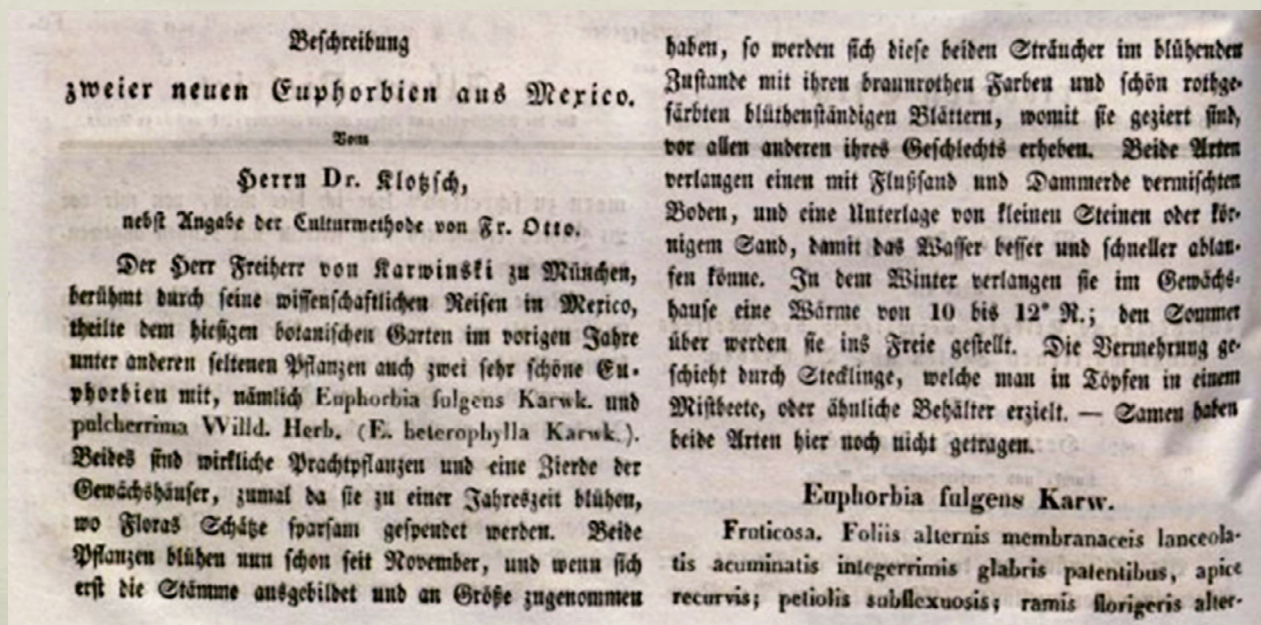 Beschreibung
zweier neuen Euphorbien aus Mexico.
Vom
Herrn Dr. Klotzsch,
nebst Angabe der Culturmethode von Fr. Otto.
Der Herr Freiherr von Karwinski zu München,
berühmt durch seine wissenschaftlichen Reisen in Mexico,
theilte dem hiesigen botanischen Garten im vorigen Jahre
unter anderen seltenen Pflanzen auch zwei sehr schöne Eu-
phorbien mit, nämlich Euphorbia fulgens Karwk. und
pulcherrima Willd. Herb. (E. heterophylla Karwk.).
Beides sind wirkliche Prachtpflanzen und eine Zierde der
Gewächshäuser, zumal da sie zu einer Jahreszeit blühen,
wo Floras Schätze sparsam gespendet werden. Beide
Pflanzen blühen nun schon seit November, und wenn sich
erst die Stämme ausgebildet und an Größe zugenommen
haben, so werden sich diese beiden Sträucher im blühenden
Zustande mit ihren braunrothen Farben und schön rothge-
färbten blüthenständigen Blättern, womit sie geziert sind,
vor allen anderen ihres Geschlechts erheben. Beide Arten
verlangen einen mit Flußsand und Dammerde vermischten
Boden, und eine Unterlage von kleinen Steinen oder kör-
nigem Sand, damit das Wasser besser und schneller ablau-
fen könne. In dem Winter verlangen sie im Gewächs-
hause eine Wärme von 10 bis 12° R.; den Sommer
über werden sie ins Freie gestellt. Die Vermehrung ge-
schieht durch Stecklinge, welche man in Töpfen in einem
Mistbeete, oder ähnliche Behälter erzielt. — Samen haben
beide Arten hier noch nicht getragen.
Euphorbia fulgens Karw.
Fruticosa. Foliis alternis membranaceis lanceola-
tis acuminatis integerrimis glabris patentibus, apice
recurvis; petiolis subflexuosis; ramis florigeris alter-